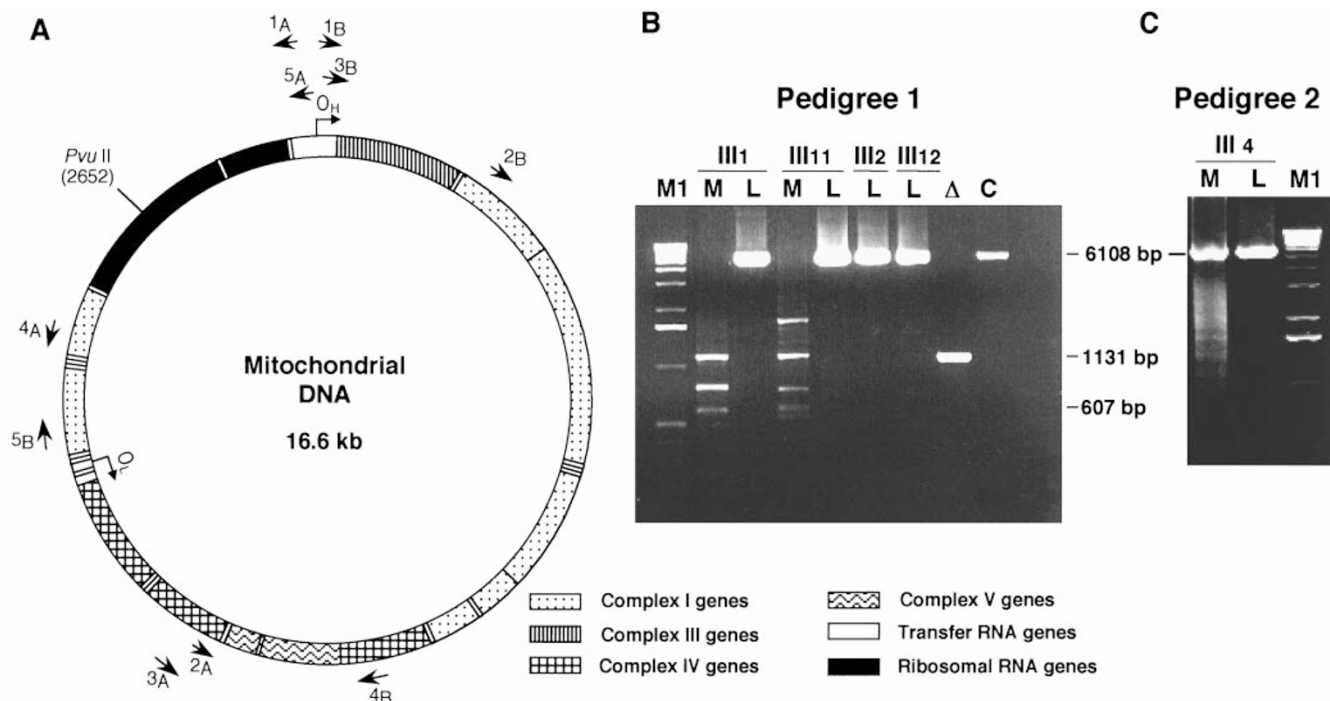 A
1A
1B
5A
3B
OH
2B
Pvu II
(2652)
4A
5B
OL
Mitochondrial
DNA
16.6 kb
3A
2A
4B
B
Pedigree 1
III1 III11 III2 III12
M1 M L M L L L Δ C
6108 bp
1131 bp
607 bp
C
Pedigree 2
III 4
M L M1
Complex I genes
Complex III genes
Complex IV genes
Complex V genes
Transfer RNA genes
Ribosomal RNA genes